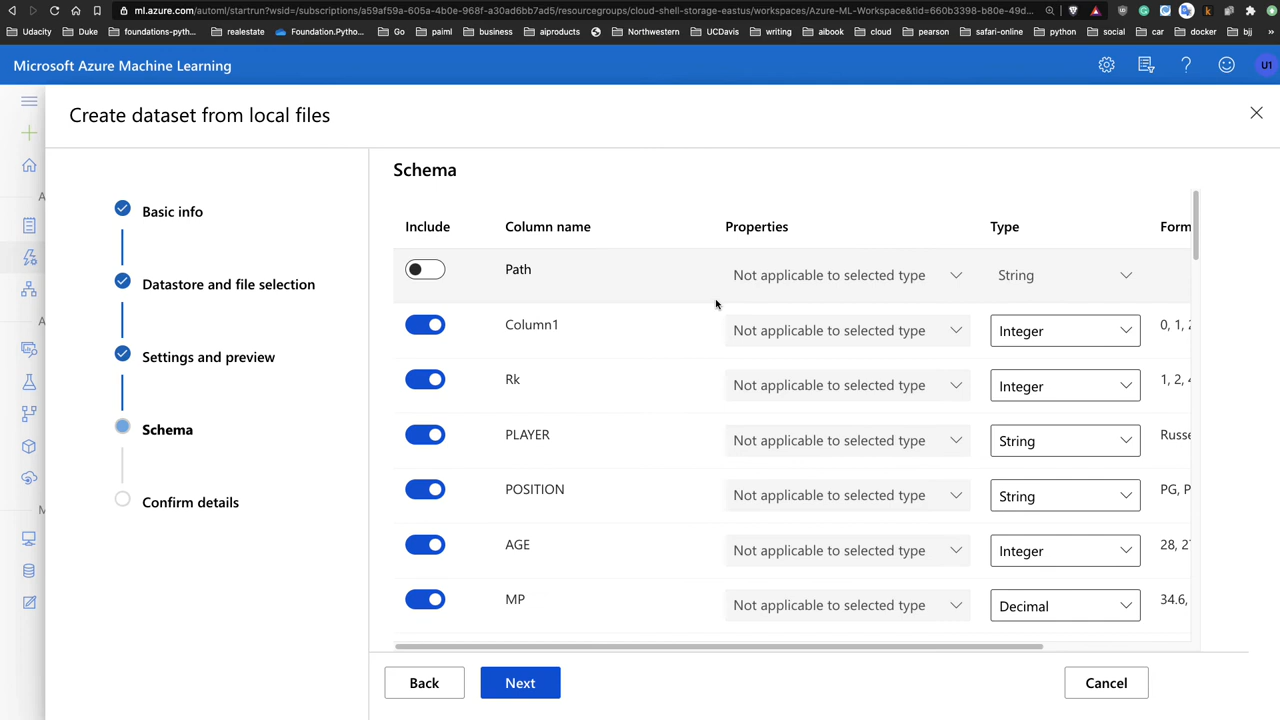 ml.azure.com/automl/startrun?wsid=/subscriptions/a59af59a-605a-4b0e-968f-a30ad6bb7ad5/resourcegroups/cloud-shell-storage-eastus/workspaces/Azure-ML-Workspace&tid=660b3398-b80e-49d...
Udacity Duke foundations-pyth... realestate Foundation.Pytho... Go paiml business aiproducts Northwestern UCDavis writing aibook cloud pearson safari-online python social car docker bjj »
Microsoft Azure Machine Learning
U1
Create dataset from local files
Basic info
Datastore and file selection
Settings and preview
Schema
Confirm details
A
A
M
Schema
Include Column name Properties Type Form
Path Not applicable to selected type String
Column1 Not applicable to selected type Integer 0, 1, 2
Rk Not applicable to selected type Integer 1, 2, 4
PLAYER Not applicable to selected type String Russe
POSITION Not applicable to selected type String PG, P
AGE Not applicable to selected type Integer 28, 27
MP Not applicable to selected type Decimal 34.6,
Back Next Cancel